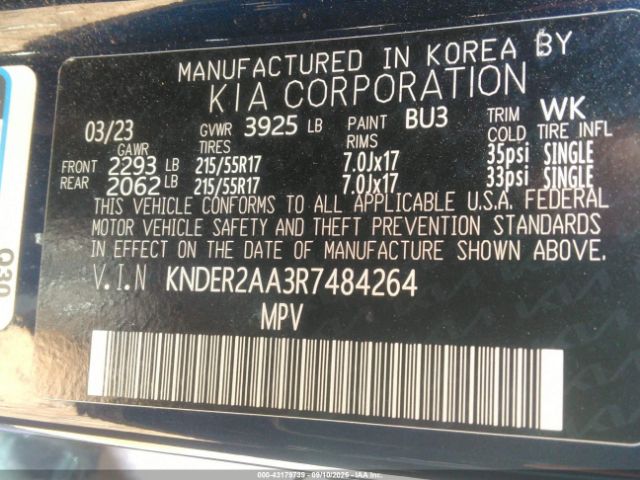 MANUFACTURED IN KOREA BY
KIA CORPORATION
03/23 GVWR 3925 LB PAINT BU3 TRIM WK
GAWR TIRES RIMS COLD TIRE INFL
FRONT 2293 LB 215/55R17 7.0Jx17 35psi SINGLE
REAR 2062 LB 215/55R17 7.0Jx17 33psi SINGLE
THIS VEHICLE CONFORMS TO ALL APPLICABLE U.S.A. FEDERAL
MOTOR VEHICLE SAFETY AND THEFT PREVENTION STANDARDS
IN EFFECT ON THE DATE OF MANUFACTURE SHOWN ABOVE.
V.I.N KNDER2AA3R7484264
MPV
Q30
000-43179739 - 09/10/2025 - IAAI.COM